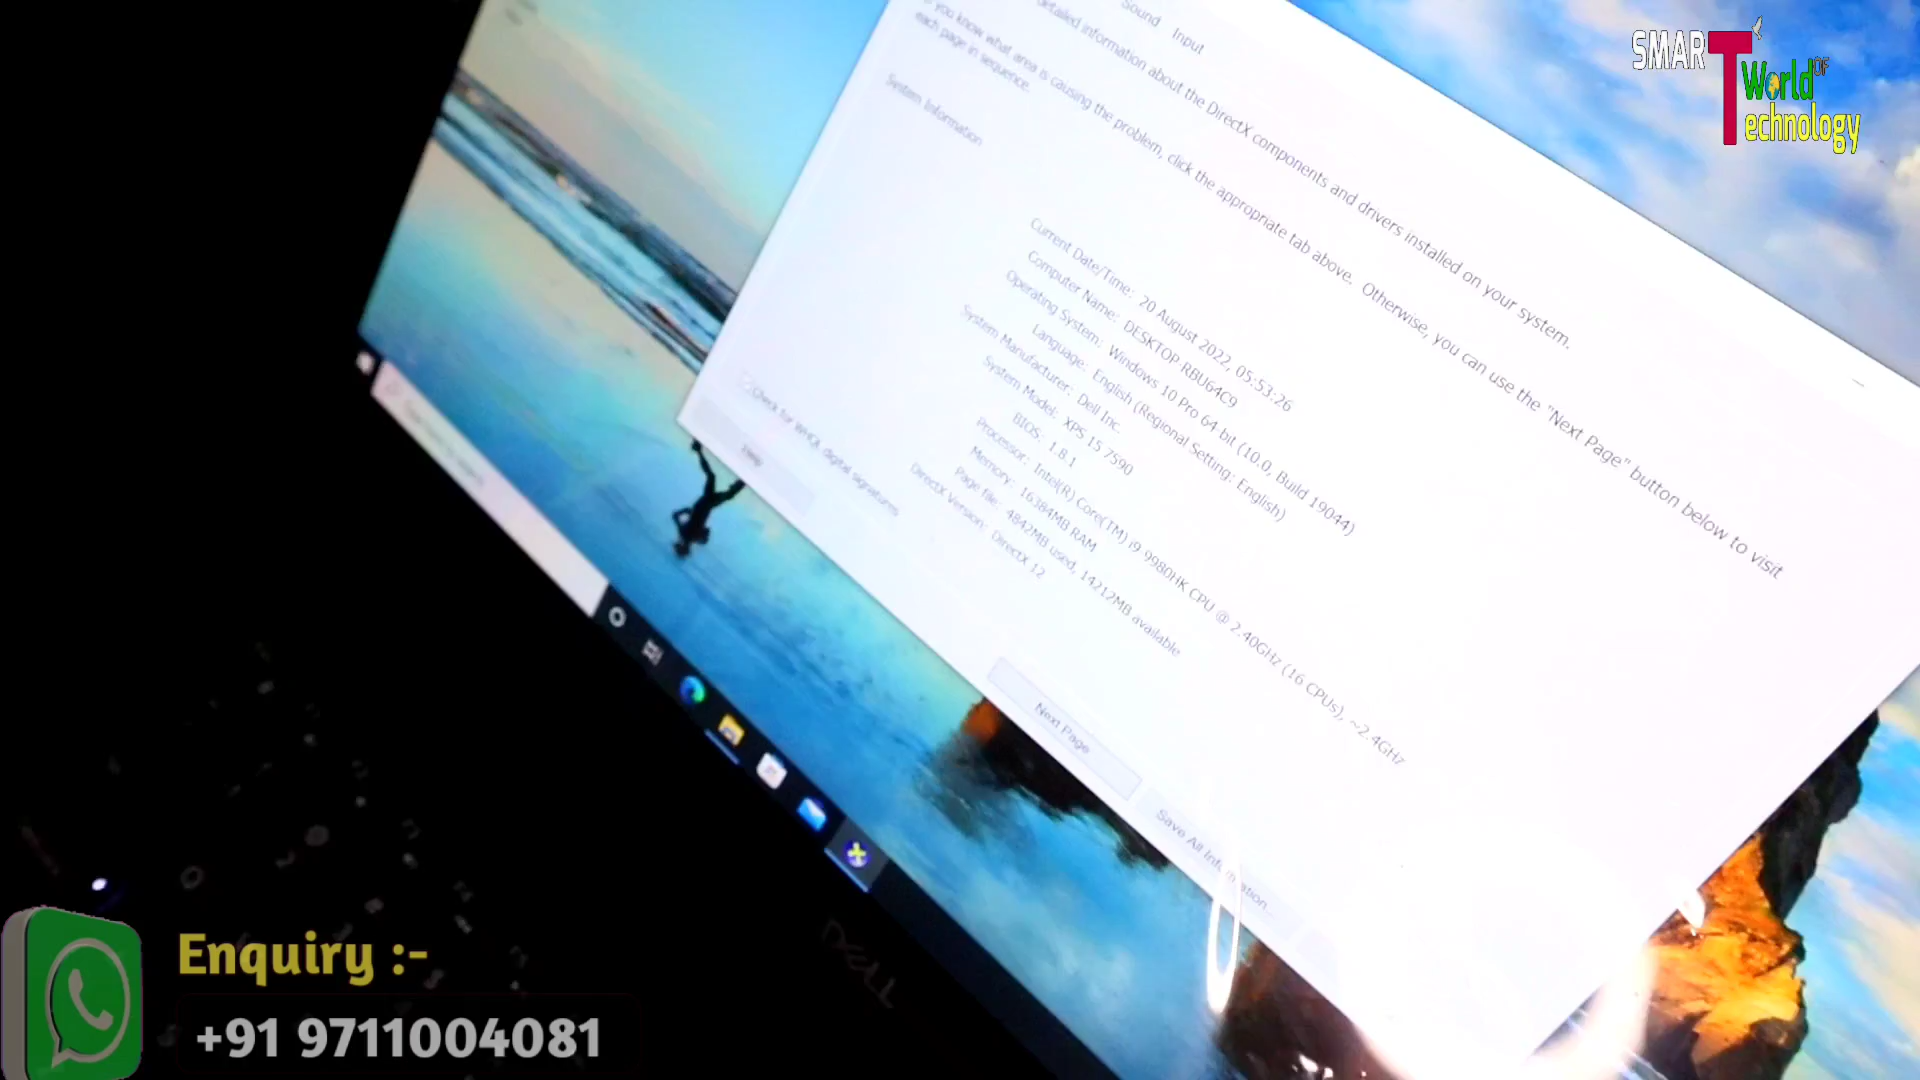 SMART
World OF
Technology
Sound Input
detailed information about the DirectX components and drivers installed on your system.
you know what area is causing the problem, click the appropriate tab above. Otherwise, you can use the "Next Page" button below to visit
each page in sequence.
System Information
Current Date/Time: 20 August 2022, 05:53:26
Computer Name: DESKTOP RBU64C9
Operating System: Windows 10 Pro 64 bit (10.0, Build 19044)
Language: English (Regional Setting: English)
System Manufacturer: Dell Inc.
System Model: XPS 15 7590
BIOS: 1.8.1
Processor: Intel(R) Core(TM) i9 9980HK CPU @ 2.40GHz (16 CPUs), ~2.4GHz
Memory: 16384MB RAM
Page file: 4842MB used, 14212MB available
DirectX Version: DirectX 12
Check for WHQL digital signatures
Help
Next Page
Save All Information...
DELL
Enquiry :-
+91 9711004081